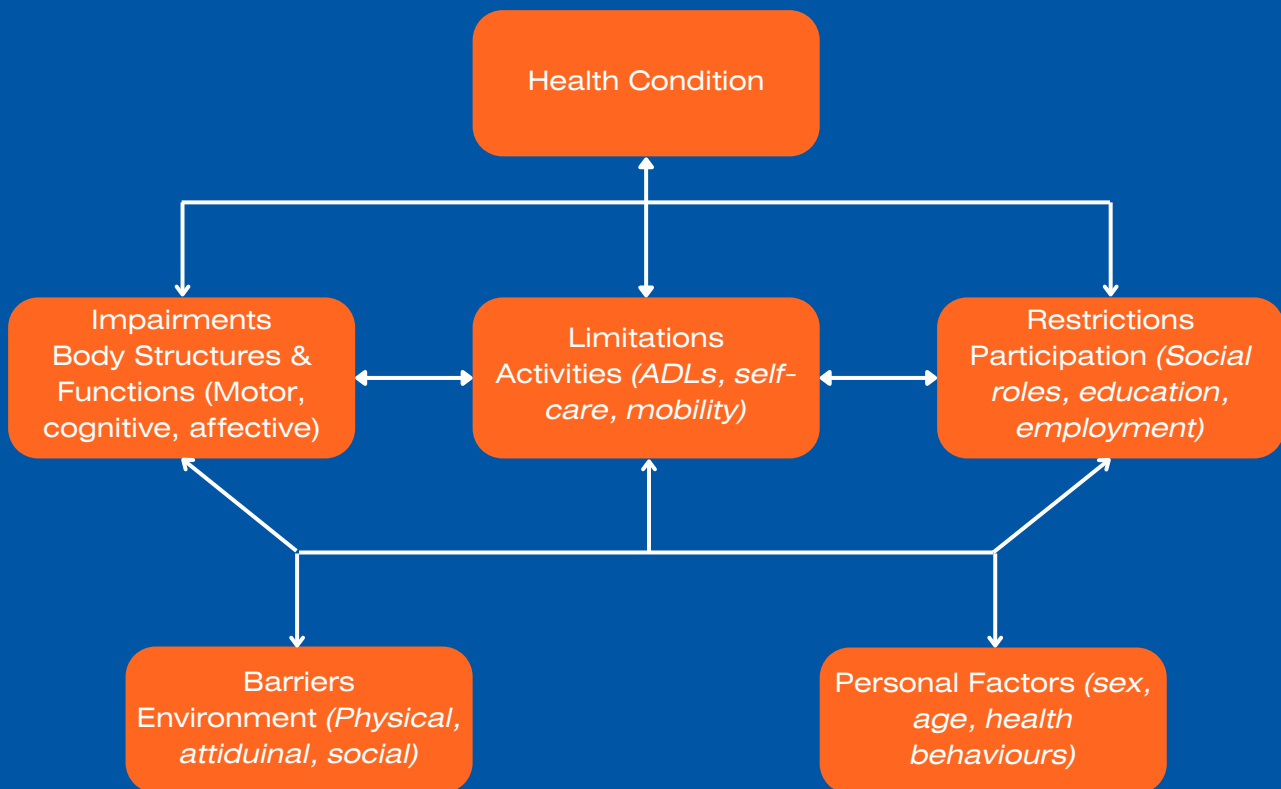 Health Condition
Impairments
Body Structures &
Functions (Motor,
cognitive, affective)
Limitations
Activities (ADLs, self-
care, mobility)
Restrictions
Participation (Social
roles, education,
employment)
Barriers
Environment (Physical,
attiduinal, social)
Personal Factors (sex,
age, health
behaviours)